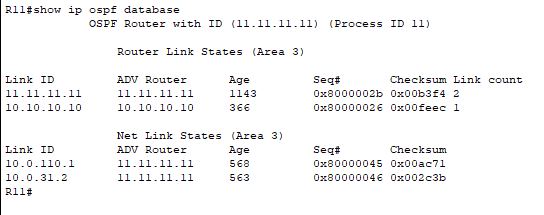 R11#show ip ospf database
OSPF Router with ID (11.11.11.11) (Process ID 11)
Router Link States (Area 3)
Link ID ADV Router Age Seq# Checksum Link count
11.11.11.11 11.11.11.11 1143 0x8000002b 0x00b3f4 2
10.10.10.10 10.10.10.10 366 0x80000026 0x00feec 1
Net Link States (Area 3)
Link ID ADV Router Age Seq# Checksum
10.0.110.1 11.11.11.11 568 0x80000045 0x00ac71
10.0.31.2 11.11.11.11 563 0x80000046 0x002c3b
R11#